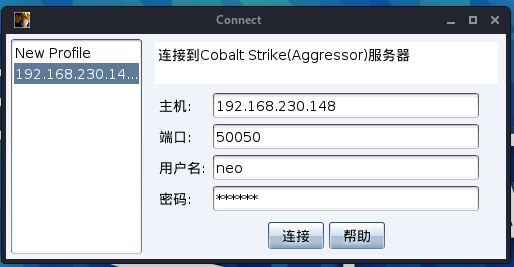 Connect
New Profile
192.168.230.14...
连接到Cobalt Strike(Aggressor)服务器
主机: 192.168.230.148
端口: 50050
用户名: neo
密码: ******
连接 帮助